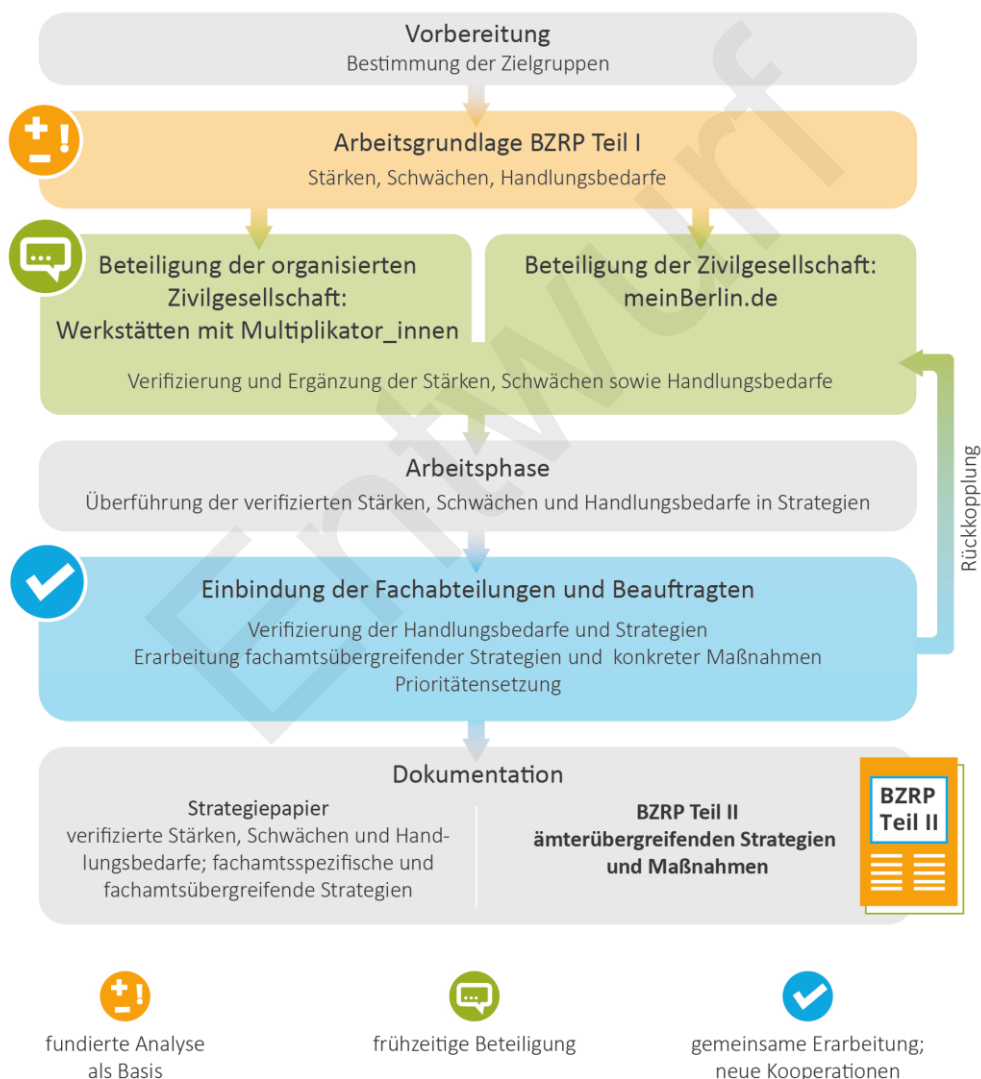 Vorbereitung
Bestimmung der Zielgruppen
Arbeitsgrundlage BZRP Teil I
Stärken, Schwächen, Handlungsbedarfe
Beteiligung der organisierten
Zivilgesellschaft:
Werkstätten mit Multiplikator_innen
Beteiligung der Zivilgesellschaft:
meinBerlin.de
Verifizierung und Ergänzung der Stärken, Schwächen sowie Handlungsbedarfe
Arbeitsphase
Überführung der verifizierten Stärken, Schwächen und Handlungsbedarfe in Strategien
Rückkopplung
Einbindung der Fachabteilungen und Beauftragten
Verifizierung der Handlungsbedarfe und Strategien
Erarbeitung fachamtsübergreifender Strategien und konkreter Maßnahmen
Prioritätensetzung
Dokumentation
Strategiepapier
verifizierte Stärken, Schwächen und Hand-
lungsbedarfe; fachamtsspezifische und
fachamtsübergreifende Strategien
BZRP Teil II
ämterübergreifenden Strategien
und Maßnahmen
BZRP
Teil II
Entwurf
fundierte Analyse
als Basis
frühzeitige Beteiligung
gemeinsame Erarbeitung;
neue Kooperationen